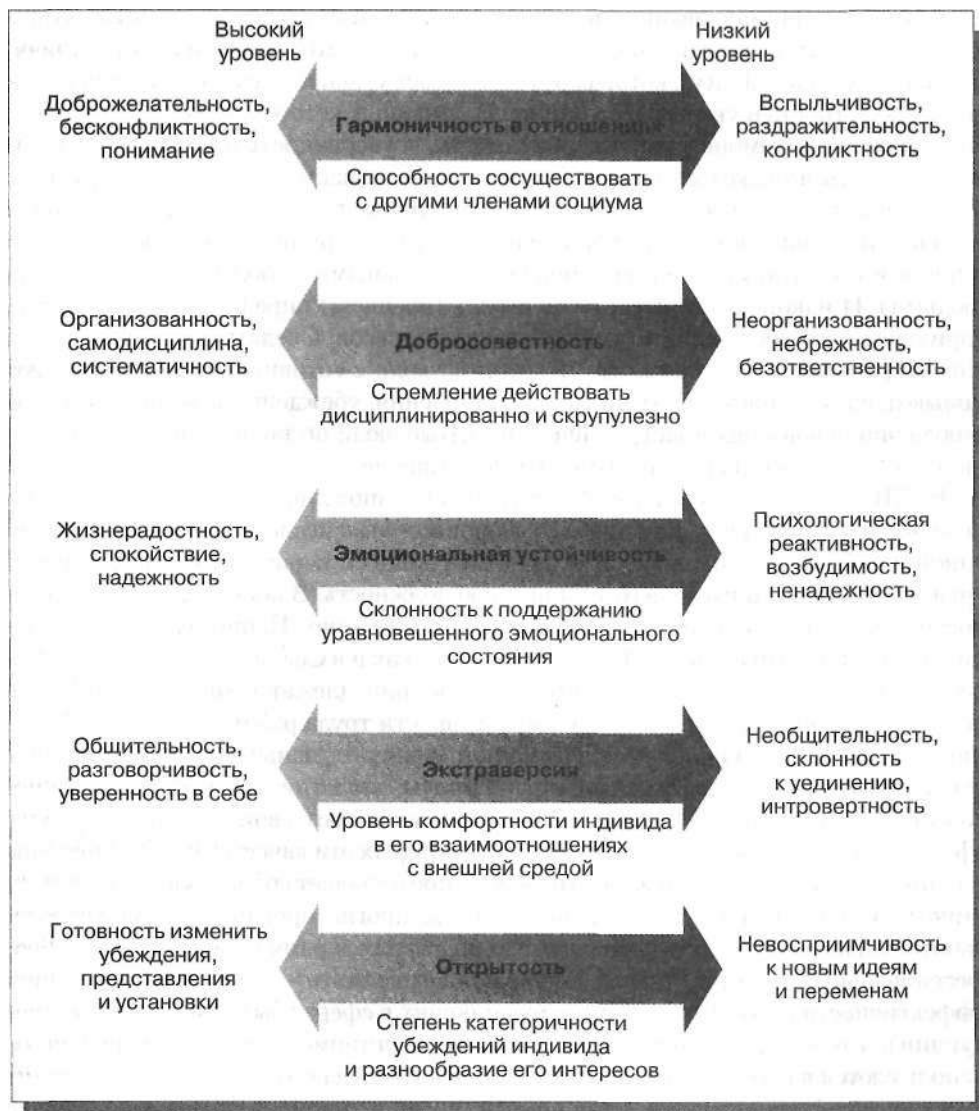 Высокий
уровень
Низкий
уровень
Доброжелательность,
бесконфликтность,
понимание
Гармоничность в отношениях
Вспыльчивость,
раздражительность,
конфликтность
Способность сосуществовать
с другими членами социума
Организованность,
самодисциплина,
систематичность
Добросовестность
Неорганизованность,
небрежность,
безответственность
Стремление действовать
дисциплинированно и скрупулезно
Жизнерадостность,
спокойствие,
надежность
Эмоциональная устойчивость
Психологическая
реактивность,
возбудимость,
ненадежность
Склонность к поддержанию
уравновешенного эмоционального
состояния
Общительность,
разговорчивость,
уверенность в себе
Экстраверсия
Необщительность,
склонность
к уединению,
интровертность
Уровень комфортности индивида
в его взаимоотношениях
с внешней средой
Готовность изменить
убеждения,
представления
и установки
Открытость
Невосприимчивость
к новым идеям
и переменам
Степень категоричности
убеждений индивида
и разнообразие его интересов